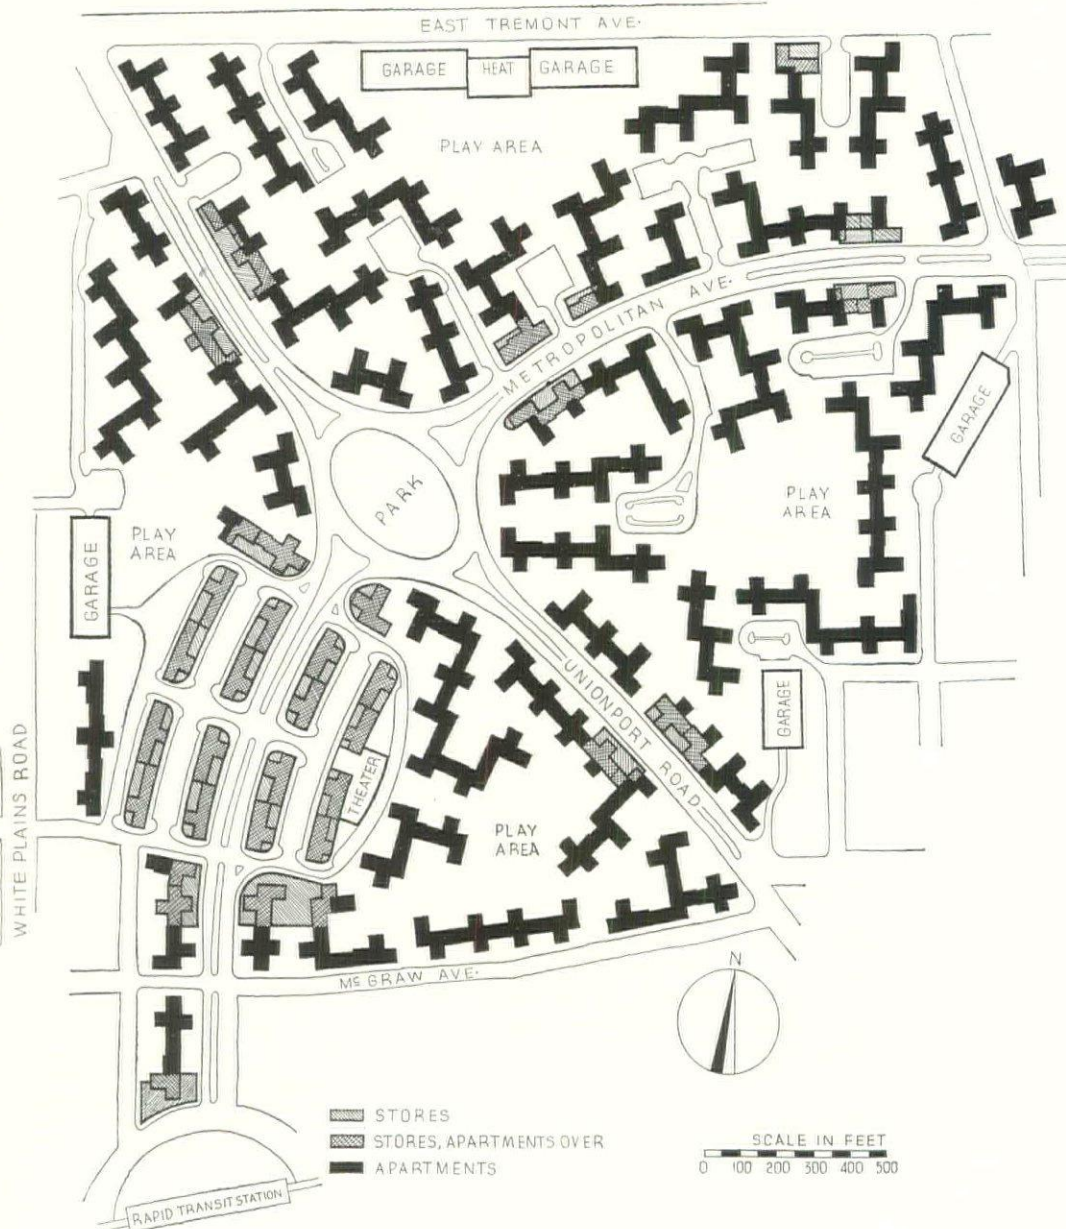 EAST TREMONT AVE.
GARAGE
HEAT
GARAGE
PLAY AREA
METROPOLITAN AVE.
GARAGE
PARK
PLAY
AREA
PLAY
AREA
GARAGE
UNIONPORT ROAD
GARAGE
WHITE PLAINS ROAD
THEATER
PLAY
AREA
McGRAW AVE.
N
STORES
STORES, APARTMENTS OVER
APARTMENTS
SCALE IN FEET
0 100 200 300 400 500
RAPID TRANSIT STATION